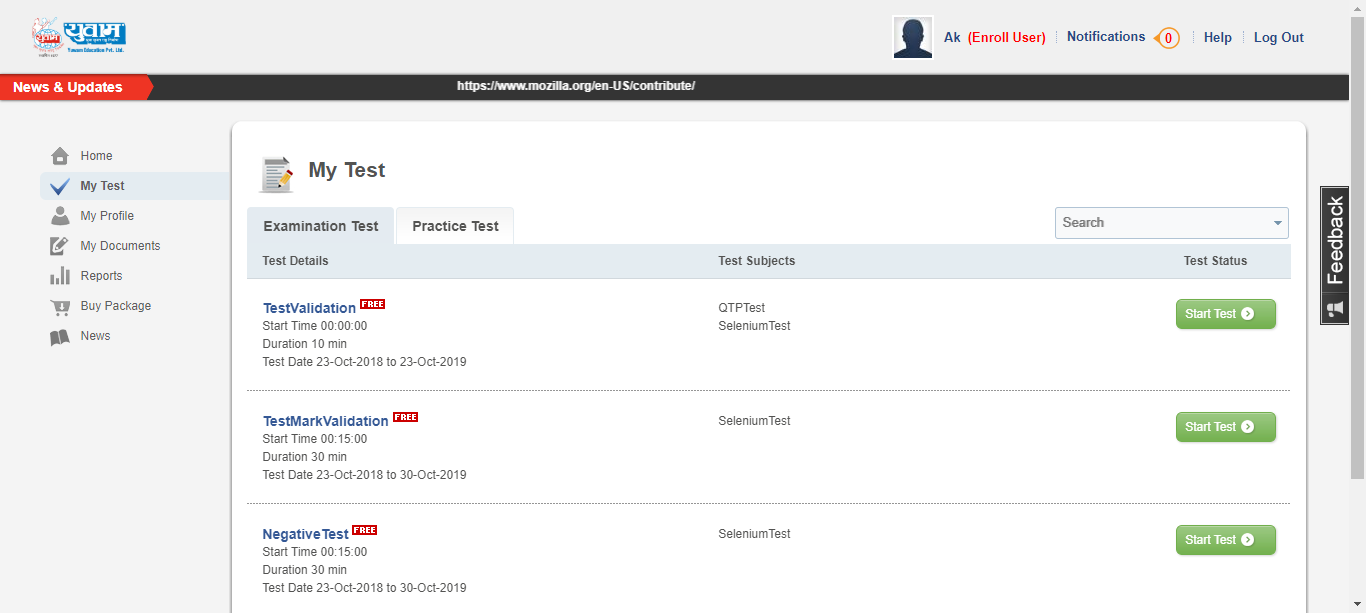 युवाम
Yuwaam Education Pvt. Ltd.
Ak (Enroll User) Notifications 0 Help Log Out
News & Updates
https://www.mozilla.org/en-US/contribute/
Home
My Test
My Profile
My Documents
Reports
Buy Package
News
My Test
Examination Test Practice Test
Search
Test Details Test Subjects Test Status
TestValidation FREE
Start Time 00:00:00
Duration 10 min
Test Date 23-Oct-2018 to 23-Oct-2019
QTPTest
SeleniumTest
Start Test
TestMarkValidation FREE
Start Time 00:15:00
Duration 30 min
Test Date 23-Oct-2018 to 30-Oct-2019
SeleniumTest
Start Test
NegativeTest FREE
Start Time 00:15:00
Duration 30 min
Test Date 23-Oct-2018 to 30-Oct-2019
SeleniumTest
Start Test
Feedback